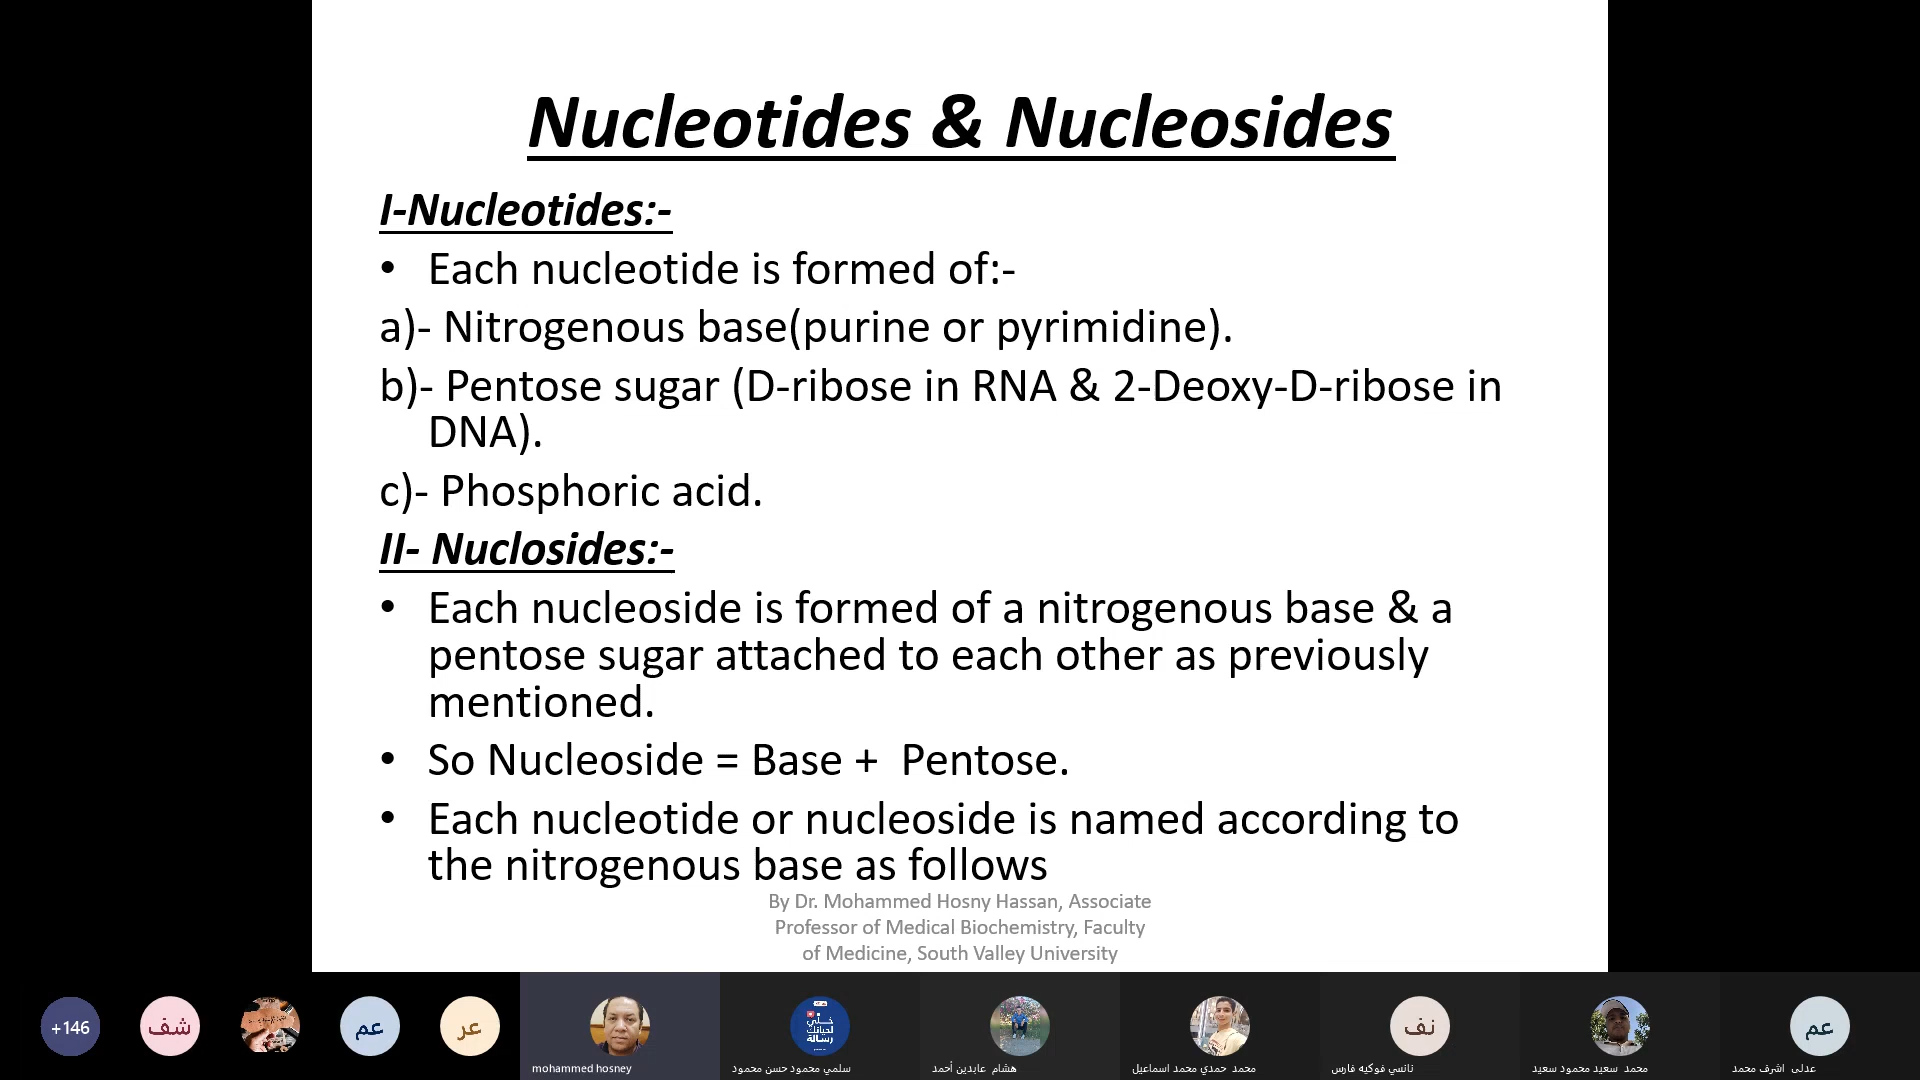 Nucleotides & Nucleosides
I-Nucleotides:-
• Each nucleotide is formed of:-
a)- Nitrogenous base(purine or pyrimidine).
b)- Pentose sugar (D-ribose in RNA & 2-Deoxy-D-ribose in
DNA).
c)- Phosphoric acid.
II- Nuclosides:-
• Each nucleoside is formed of a nitrogenous base & a
pentose sugar attached to each other as previously
mentioned.
• So Nucleoside = Base + Pentose.
• Each nucleotide or nucleoside is named according to
the nitrogenous base as follows
By Dr. Mohammed Hosny Hassan, Associate
Professor of Medical Biochemistry, Faculty
of Medicine, South Valley University
+146
شف
عم
عر
خلي
لحياتك
رسالة
نف
عم
mohammed hosney
سلمي محمود حسن محمود
هشام عابدين أحمد
محمد حمدي محمد اسماعيل
نانسي فوكيه فارس
محمد سعيد محمود سعيد
عدلى اشرف محمد